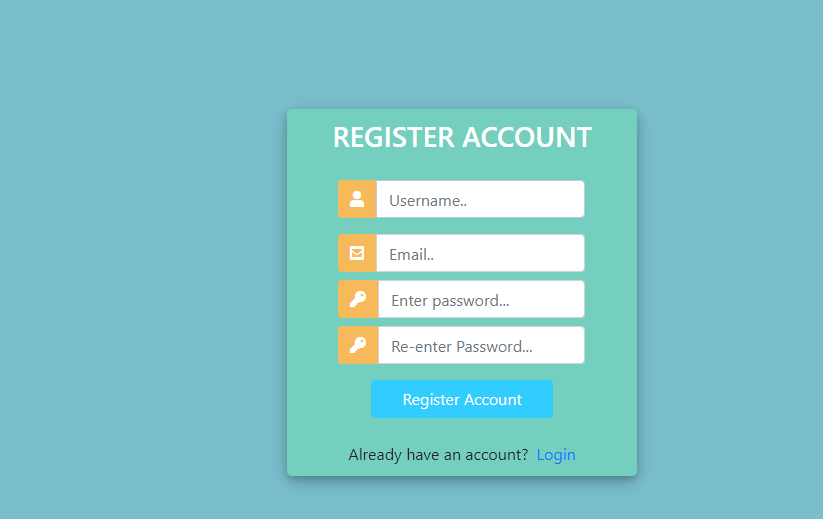 REGISTER ACCOUNT
Username..
Email..
Enter password...
Re-enter Password...
Register Account
Already have an account? Login